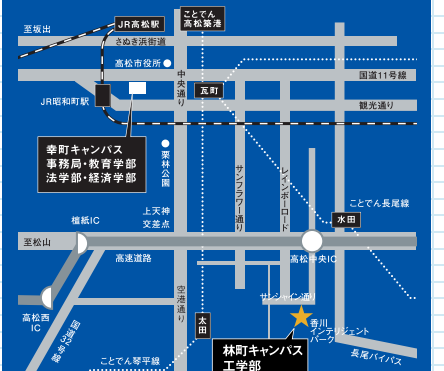 ことでん
高松築港
JR高松駅
至坂出
さぬき浜街道
高松市役所
中央通り
国道11号線
瓦町
JR昭和町駅
観光通り
幸町キャンパス
事務局・教育学部
法学部・経済学部
栗林公園
サンフラワー通り
レインボーロード
ことでん長尾線
水田
上天神
交差点
檀紙IC
至松山
高速道路
高松中央IC
空港通り
サンシャイン通り
高松西
IC
国道32号線
太田
香川
インテリジェント
パーク
林町キャンパス
工学部
ことでん琴平線
長尾バイパス